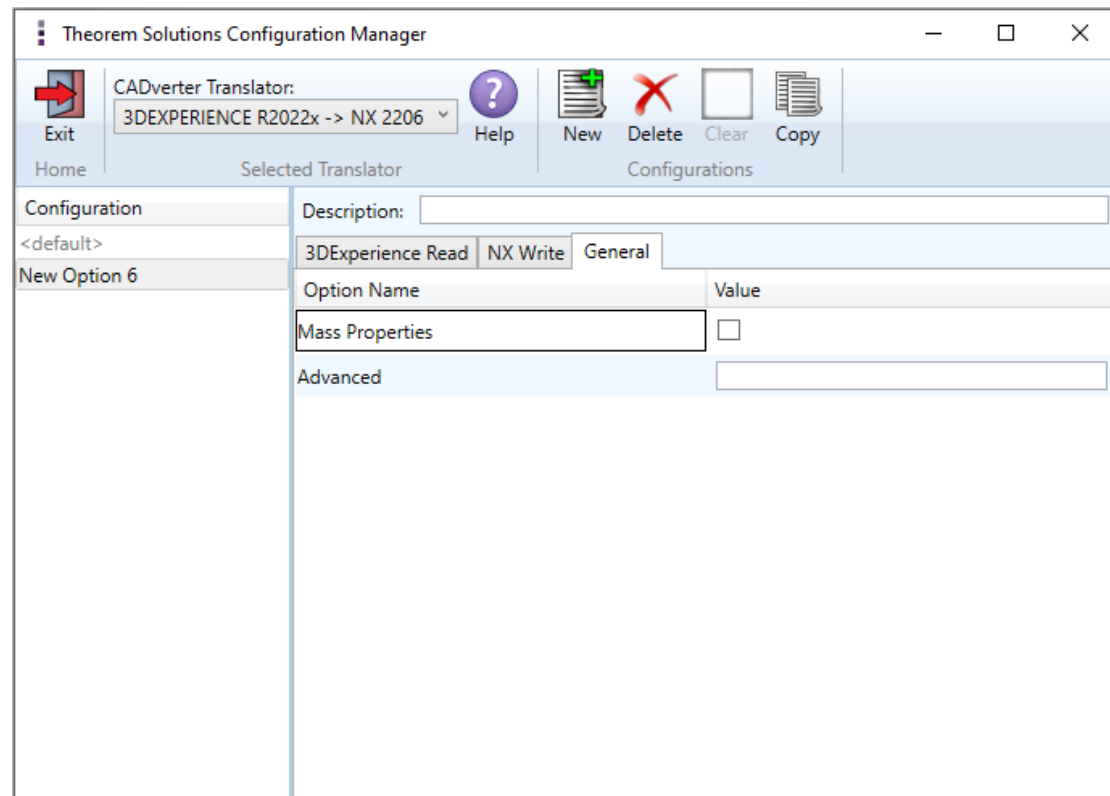 Theorem Solutions Configuration Manager
CADverter Translator:
3DEXPERIENCE R2022x -> NX 2206
Exit
Help
New
Delete
Clear
Copy
Home
Selected Translator
Configurations
Configuration
Description:
<default>
3DExperience Read
NX Write
General
New Option 6
Option Name
Value
Mass Properties
Advanced